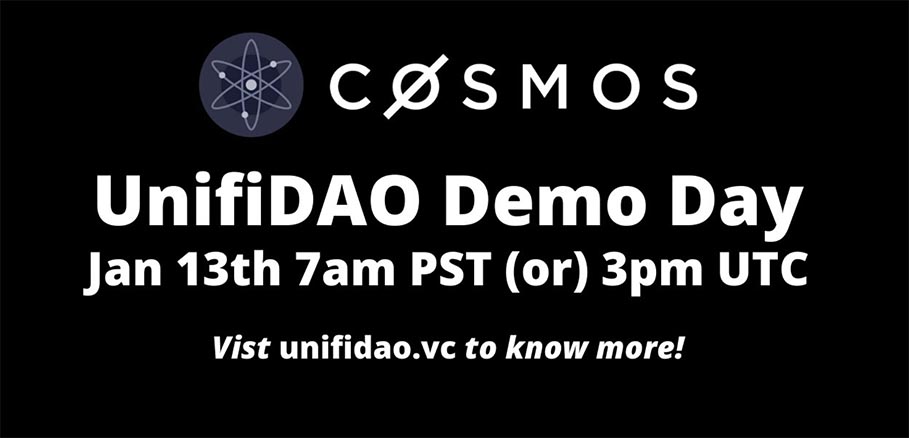 CØSMOS
UnifiDAO Demo Day
Jan 13th 7am PST (or) 3pm UTC
Vist unifidao.vc to know more!